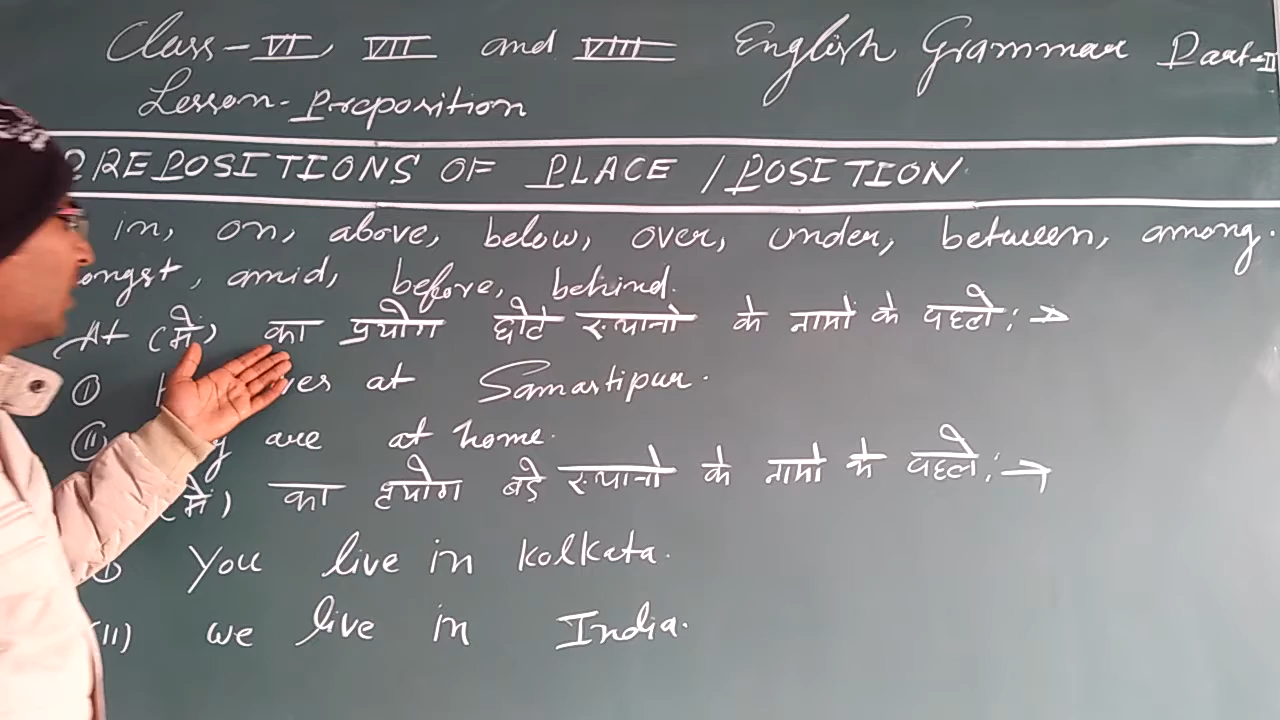 Class - VI VII and VIII English Grammar Part-II
Lesson - Preposition
PREPOSITIONS OF PLACE / POSITION.
in, on, above, below, over, under, between, among.
ongst, amid, before, behind.
At (में) का प्रयोग छोटे स्थानो के नामो के पहले :→
(I) at Samastipur.
(II) are at home.
(में) का प्रयोग बड़े स्थानो के नामो के पहले :→
You live in Kolkata.
(II) we live in India.